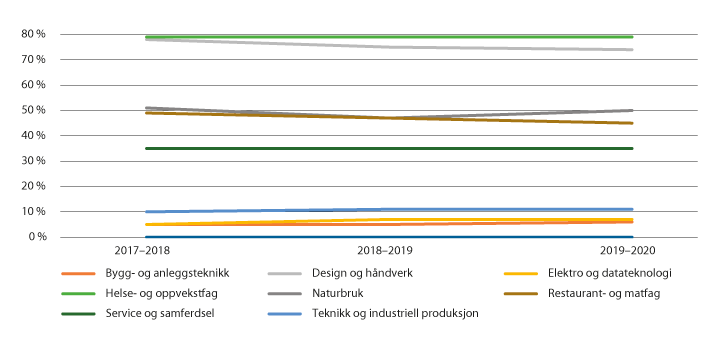 80 %
70 %
60 %
50 %
40 %
30 %
20 %
10 %
0 %
2017–2018 2018–2019 2019–2020
Bygg- og anleggsteknikk Design og håndverk Elektro og datateknologi
Helse- og oppvekstfag Naturbruk Restaurant- og matfag
Service og samferdsel Teknikk og industriell produksjon